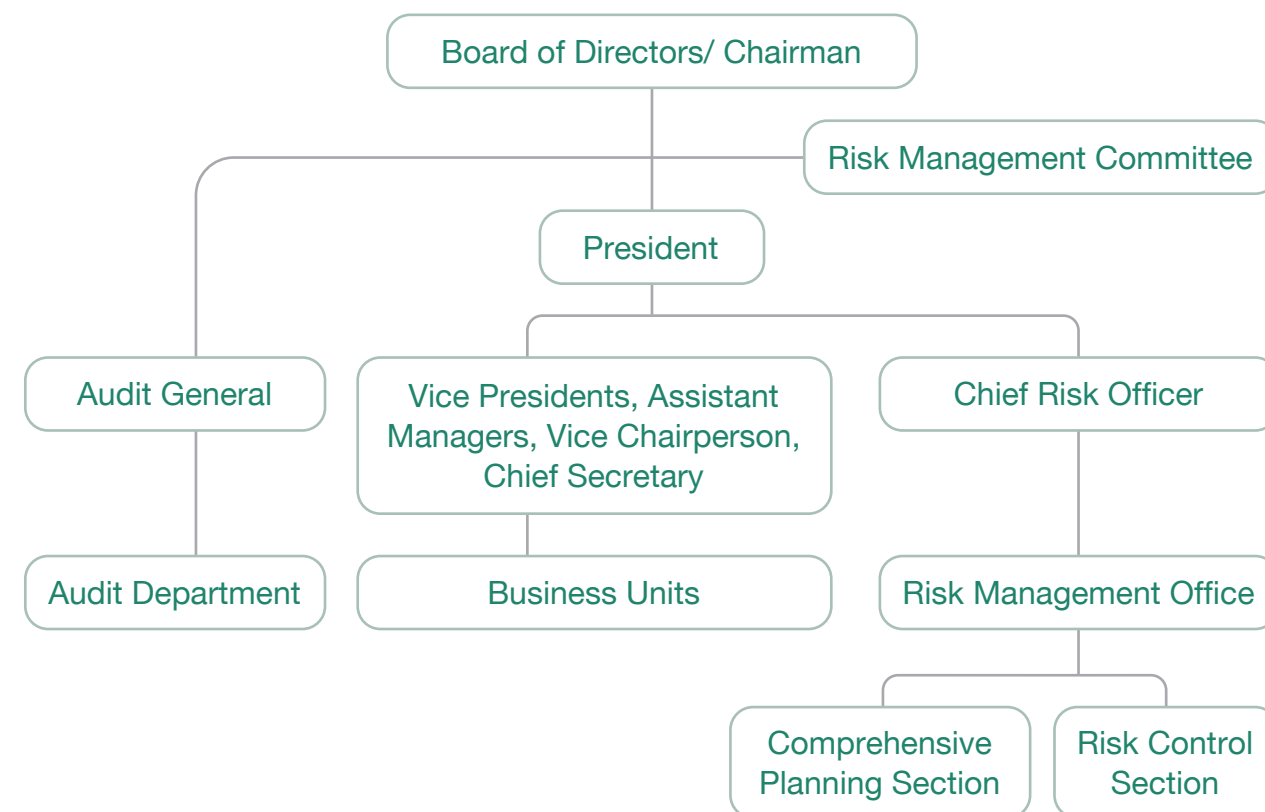 Board of Directors/ Chairman
Risk Management Committee
President
Audit General
Vice Presidents, Assistant
Managers, Vice Chairperson,
Chief Secretary
Chief Risk Officer
Audit Department
Business Units
Risk Management Office
Comprehensive
Planning Section
Risk Control
Section